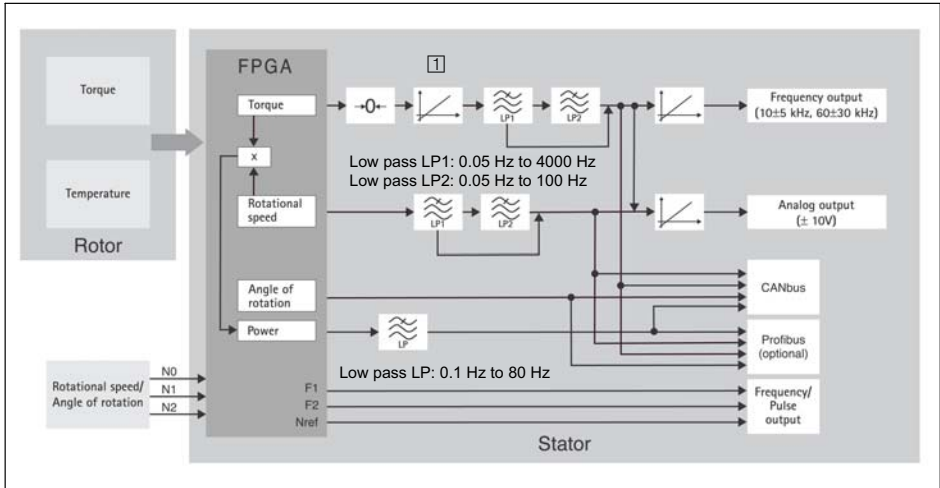 Torque
Temperature
Rotor
FPGA
Torque
x
Rotational
speed
Angle of
rotation
Power
F1
F2
Nref
Rotational speed/
Angle of rotation
N0
N1
N2
→0←
1
LP1
LP2
Low pass LP1: 0.05 Hz to 4000 Hz
Low pass LP2: 0.05 Hz to 100 Hz
LP1
LP2
LP
Low pass LP: 0.1 Hz to 80 Hz
Frequency output
(10±5 kHz, 60±30 kHz)
Analog output
(± 10V)
CANbus
Profibus
(optional)
Frequency/
Pulse
output
Stator